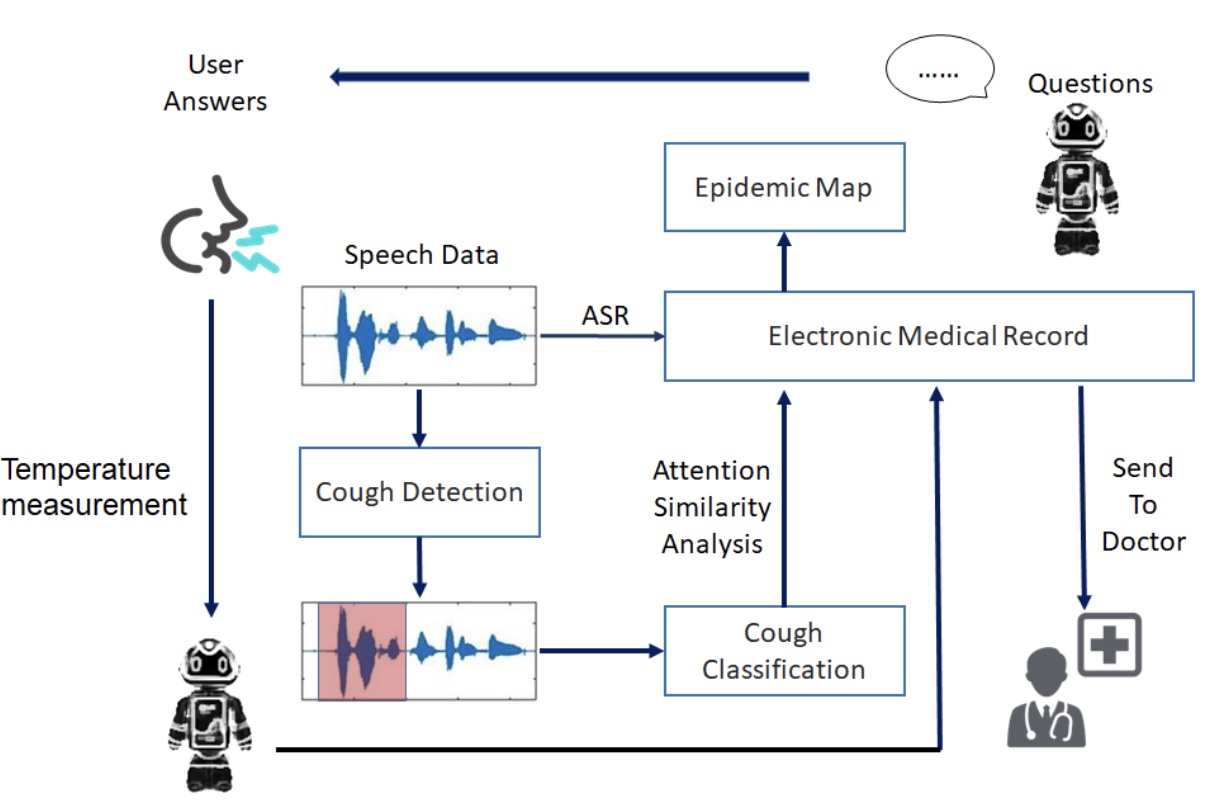 User
Answers
……
Questions
Epidemic Map
Speech Data
ASR
Electronic Medical Record
Temperature
measurement
Cough Detection
Attention
Similarity
Analysis
Send
To
Doctor
Cough
Classification